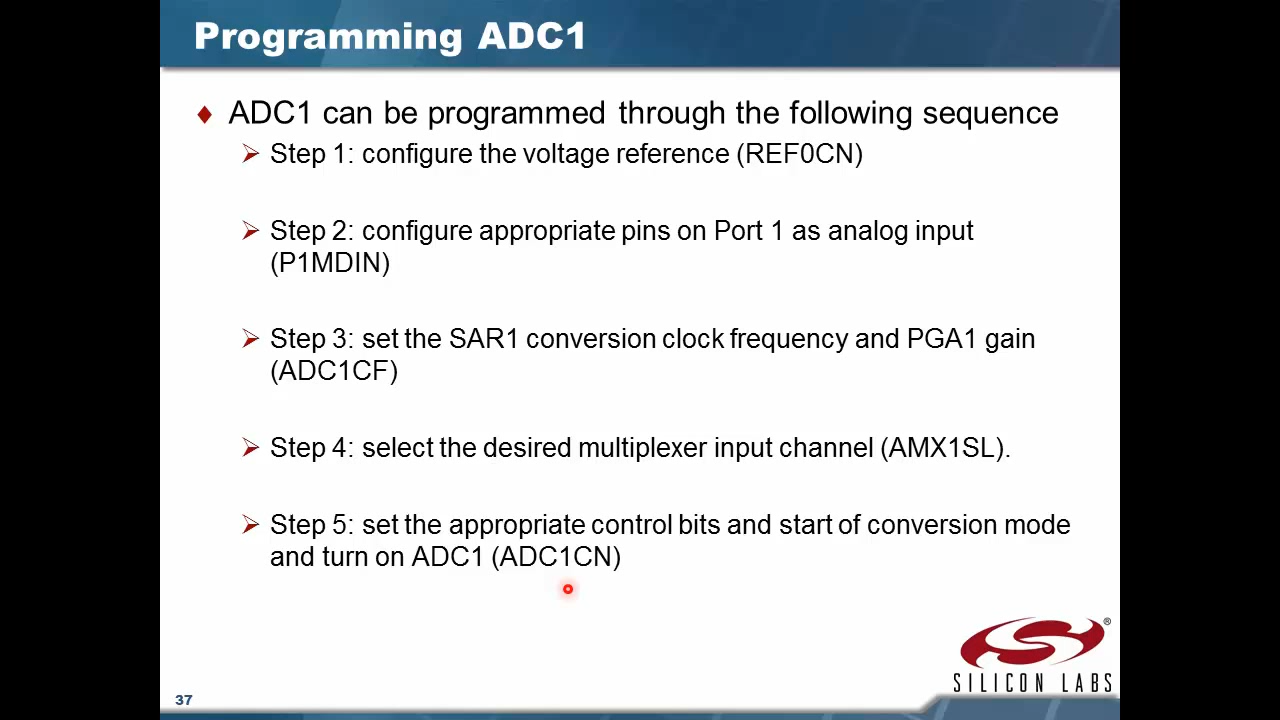 Programming ADC1
ADC1 can be programmed through the following sequence
Step 1: configure the voltage reference (REF0CN)
Step 2: configure appropriate pins on Port 1 as analog input
(P1MDIN)
Step 3: set the SAR1 conversion clock frequency and PGA1 gain
(ADC1CF)
Step 4: select the desired multiplexer input channel (AMX1SL).
Step 5: set the appropriate control bits and start of conversion mode
and turn on ADC1 (ADC1CN)
®
SILICON LABS
37